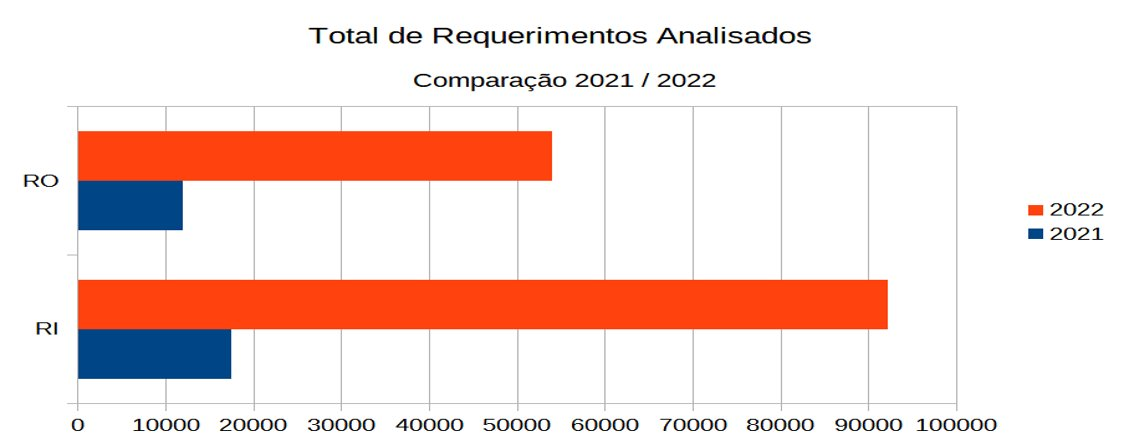 Total de Requerimentos Analisados
Comparação 2021 / 2022
RO
RI
2022
2021
0 10000 20000 30000 40000 50000 60000 70000 80000 90000 100000